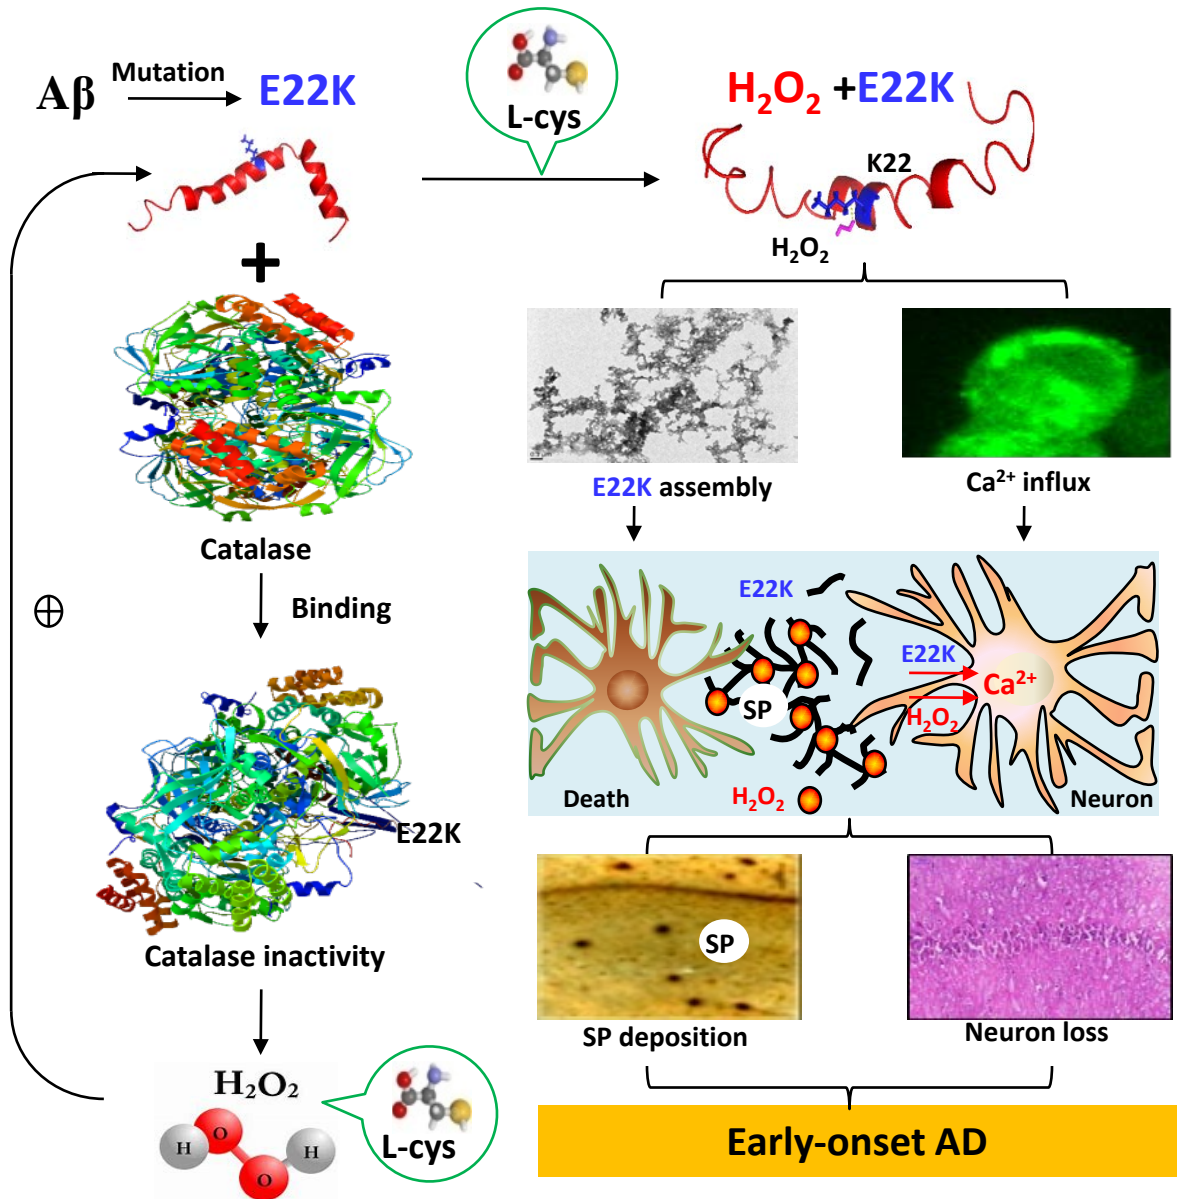 Aβ
Mutation
E22K
L-cys
H₂O₂ +E22K
K22
H₂O₂
E22K assembly
Ca²⁺ influx
Catalase
Binding
E22K
Catalase inactivity
H₂O₂
H
O
O
H
L-cys
E22K
E22K
Ca²⁺
H₂O₂
SP
H₂O₂
Death
Neuron
SP
SP deposition
Neuron loss
Early-onset AD